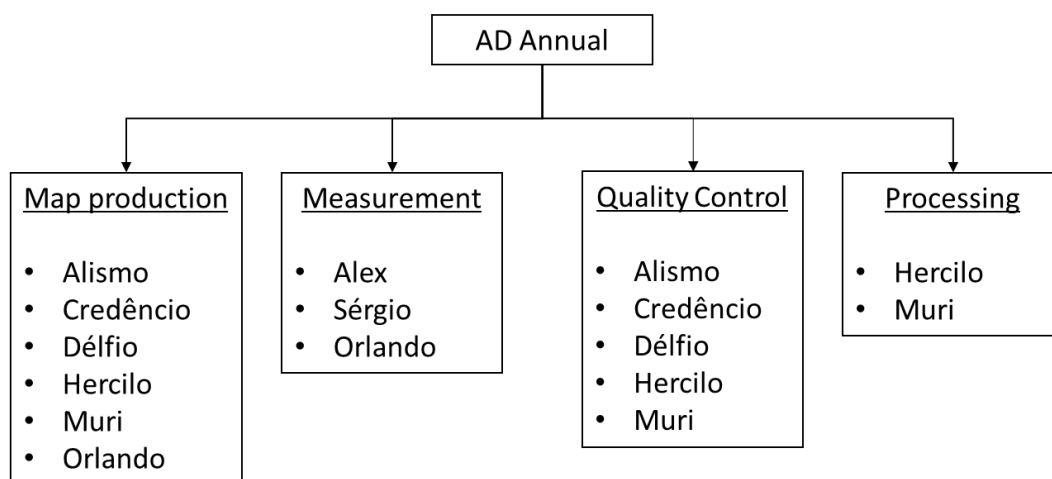 AD Annual
Map production
• Alismo
• Credêncio
• Délfio
• Hercilo
• Muri
• Orlando
Measurement
• Alex
• Sérgio
• Orlando
Quality Control
• Alismo
• Credêncio
• Délfio
• Hercilo
• Muri
Processing
• Hercilo
• Muri